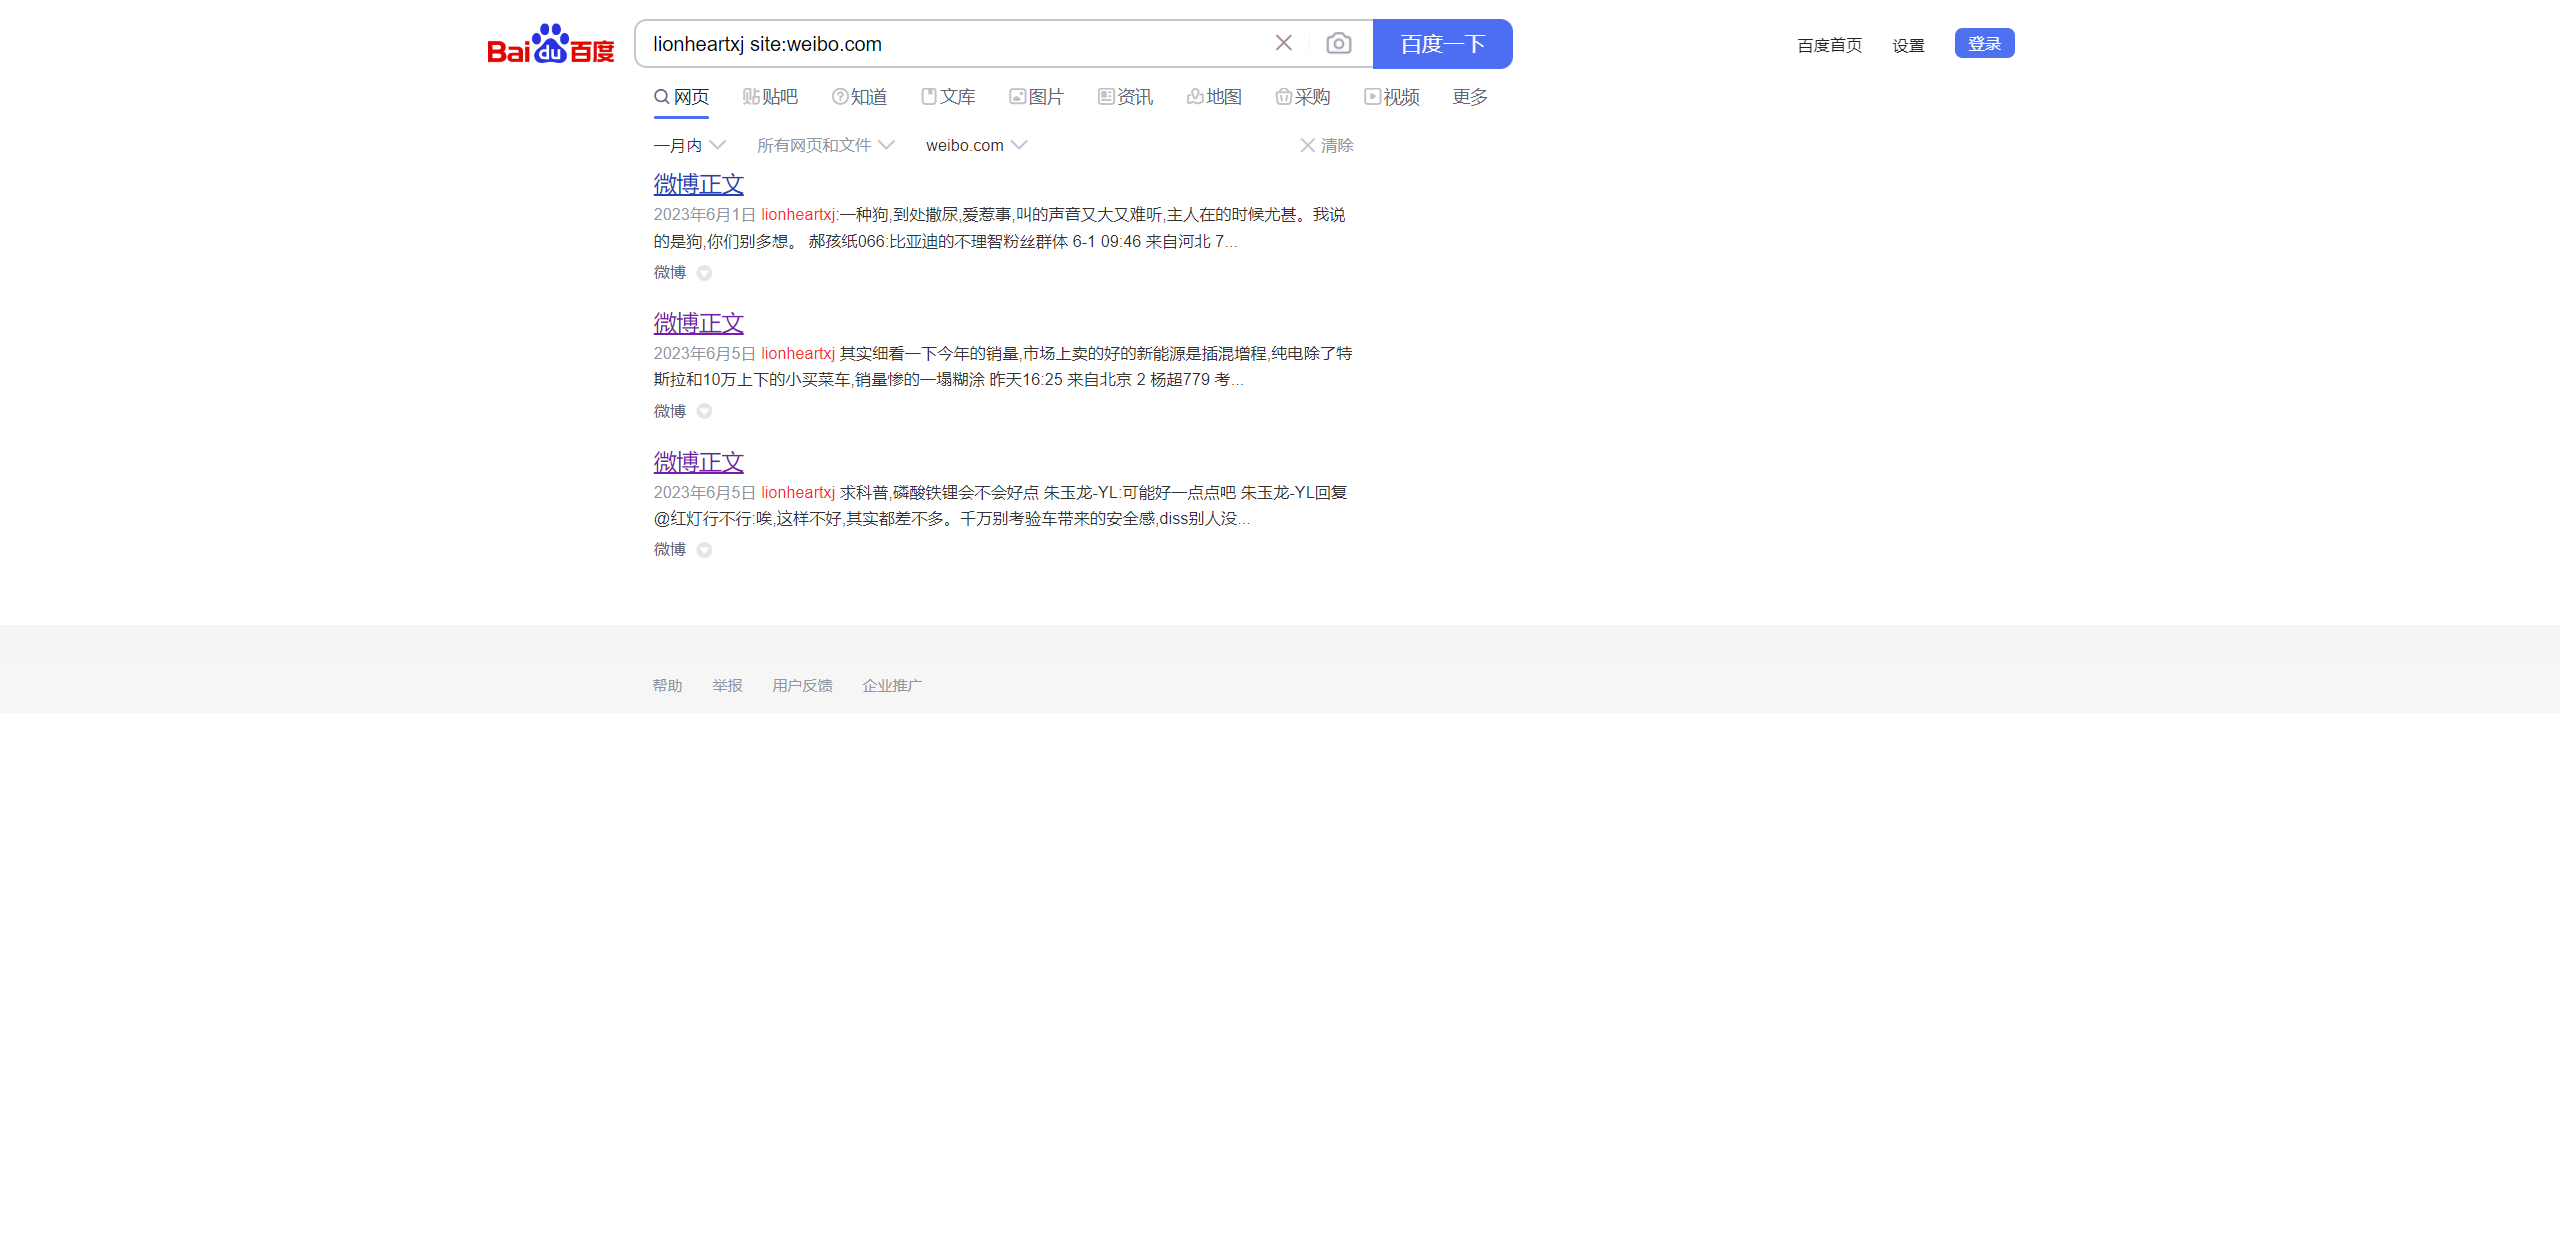 Baidu百度 lionheartxj site:weibo.com 百度一下 百度首页 设置 登录
网页 贴吧 知道 文库 图片 资讯 地图 采购 视频 更多
一月内 所有网页和文件 weibo.com 清除
微博正文
2023年6月1日 lionheartxj:一种狗,到处撒尿,爱惹事,叫的声音又大又难听,主人在的时候尤甚。我说
的是狗,你们别多想。 郝孩纸066:比亚迪的不理智粉丝群体 6-1 09:46 来自河北 7...
微博
微博正文
2023年6月5日 lionheartxj 其实细看一下今年的销量,市场上卖的好的新能源是插混增程,纯电除了特
斯拉和10万上下的小买菜车,销量惨的一塌糊涂 昨天16:25 来自北京 2 杨超779 考...
微博
微博正文
2023年6月5日 lionheartxj 求科普,磷酸铁锂会不会好点 朱玉龙-YL:可能好一点点吧 朱玉龙-YL回复
@红灯行不行:唉,这样不好,其实都差不多。千万别考验车带来的安全感,diss别人没...
微博
帮助 举报 用户反馈 企业推广